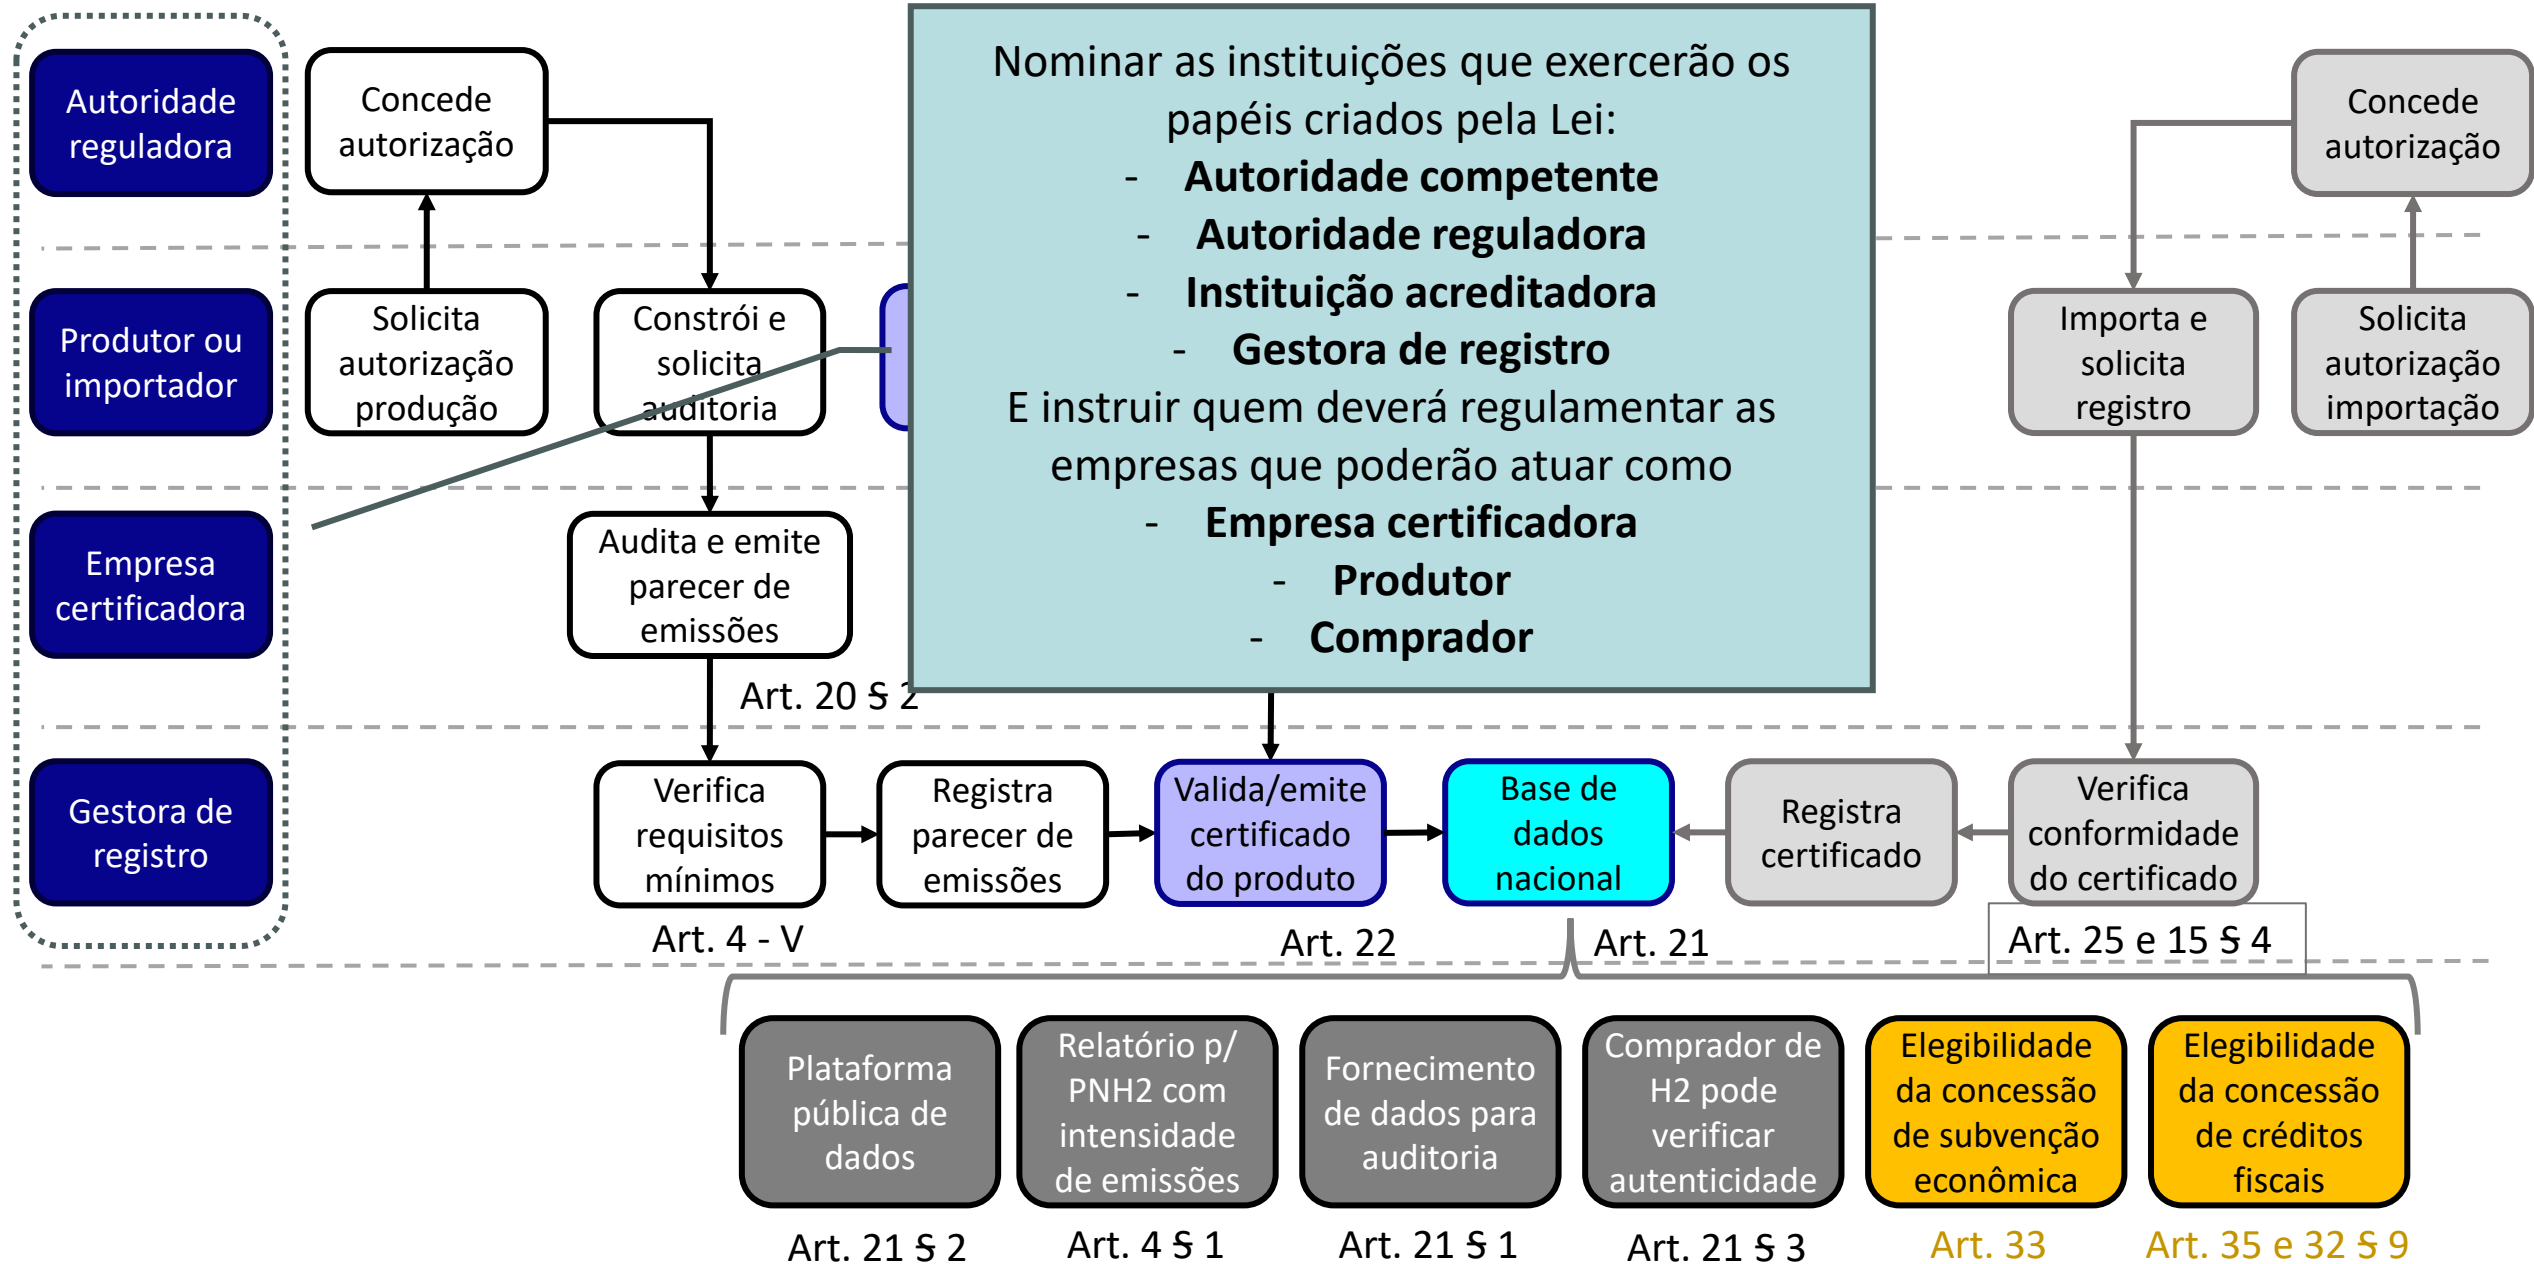 Autoridade
reguladora
Concede
autorização
Nominar as instituições que exercerão os
papéis criados pela Lei:
- Autoridade competente
- Autoridade reguladora
- Instituição acreditadora
- Gestora de registro
E instruir quem deverá regulamentar as
empresas que poderão atuar como
- Empresa certificadora
- Produtor
- Comprador
Concede
autorização
Produtor ou
importador
Solicita
autorização
produção
Constrói e
solicita
auditoria
Importa e
solicita
registro
Solicita
autorização
importação
Empresa
certificadora
Audita e emite
parecer de
emissões
Art. 20 § 2
Gestora de
registro
Verifica
requisitos
mínimos
Registra
parecer de
emissões
Valida/emite
certificado
do produto
Base de
dados
nacional
Registra
certificado
Verifica
conformidade
do certificado
Art. 4 - V
Art. 22
Art. 21
Art. 25 e 15 § 4
Plataforma
pública de
dados
Relatório p/
PNH2 com
intensidade
de emissões
Fornecimento
de dados para
auditoria
Comprador de
H2 pode
verificar
autenticidade
Elegibilidade
da concessão
de subvenção
econômica
Elegibilidade
da concessão
de créditos
fiscais
Art. 21 § 2
Art. 4 § 1
Art. 21 § 1
Art. 21 § 3
Art. 33
Art. 35 e 32 § 9